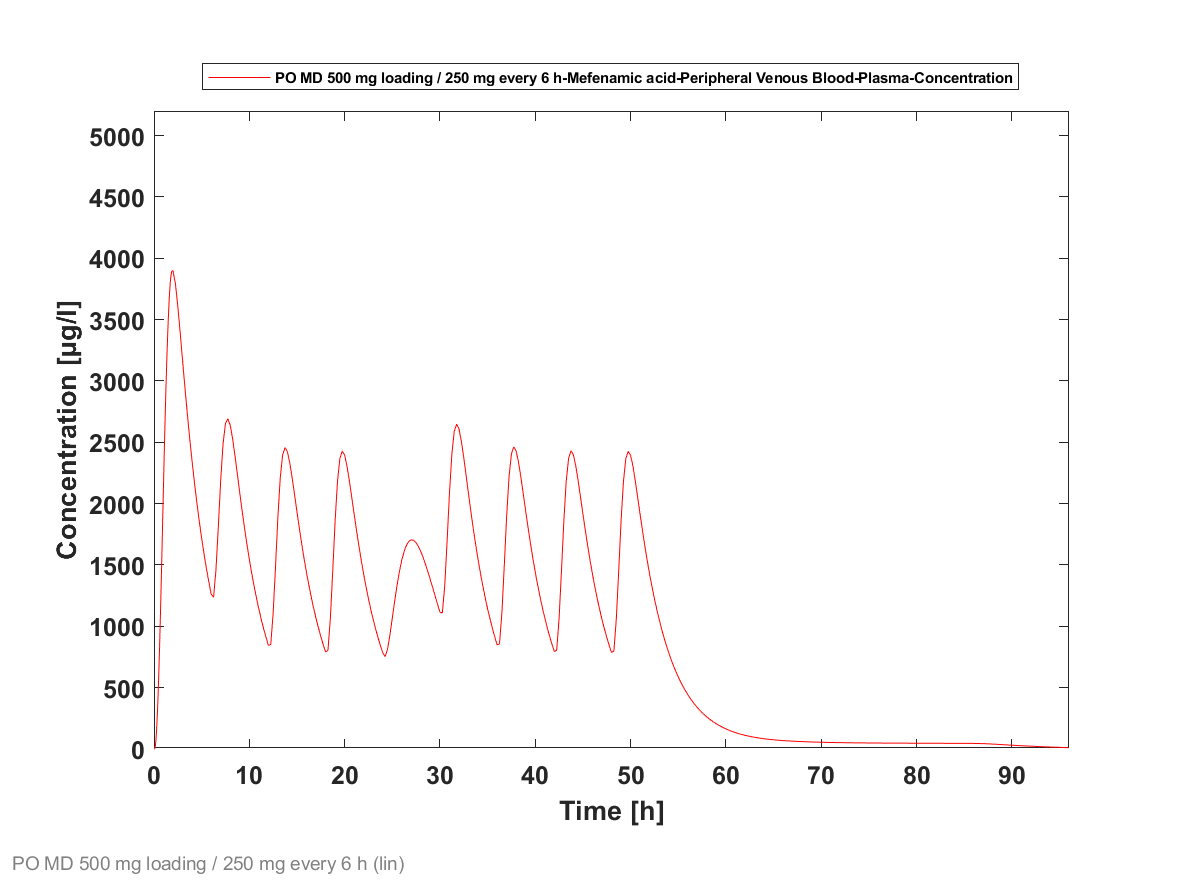 PO MD 500 mg loading / 250 mg every 6 h-Mefenamic acid-Peripheral Venous Blood-Plasma-Concentration
5000
4500
4000
3500
3000
2500
2000
1500
1000
500
0
Concentration [µg/l]
0 10 20 30 40 50 60 70 80 90
Time [h]
PO MD 500 mg loading / 250 mg every 6 h (lin)